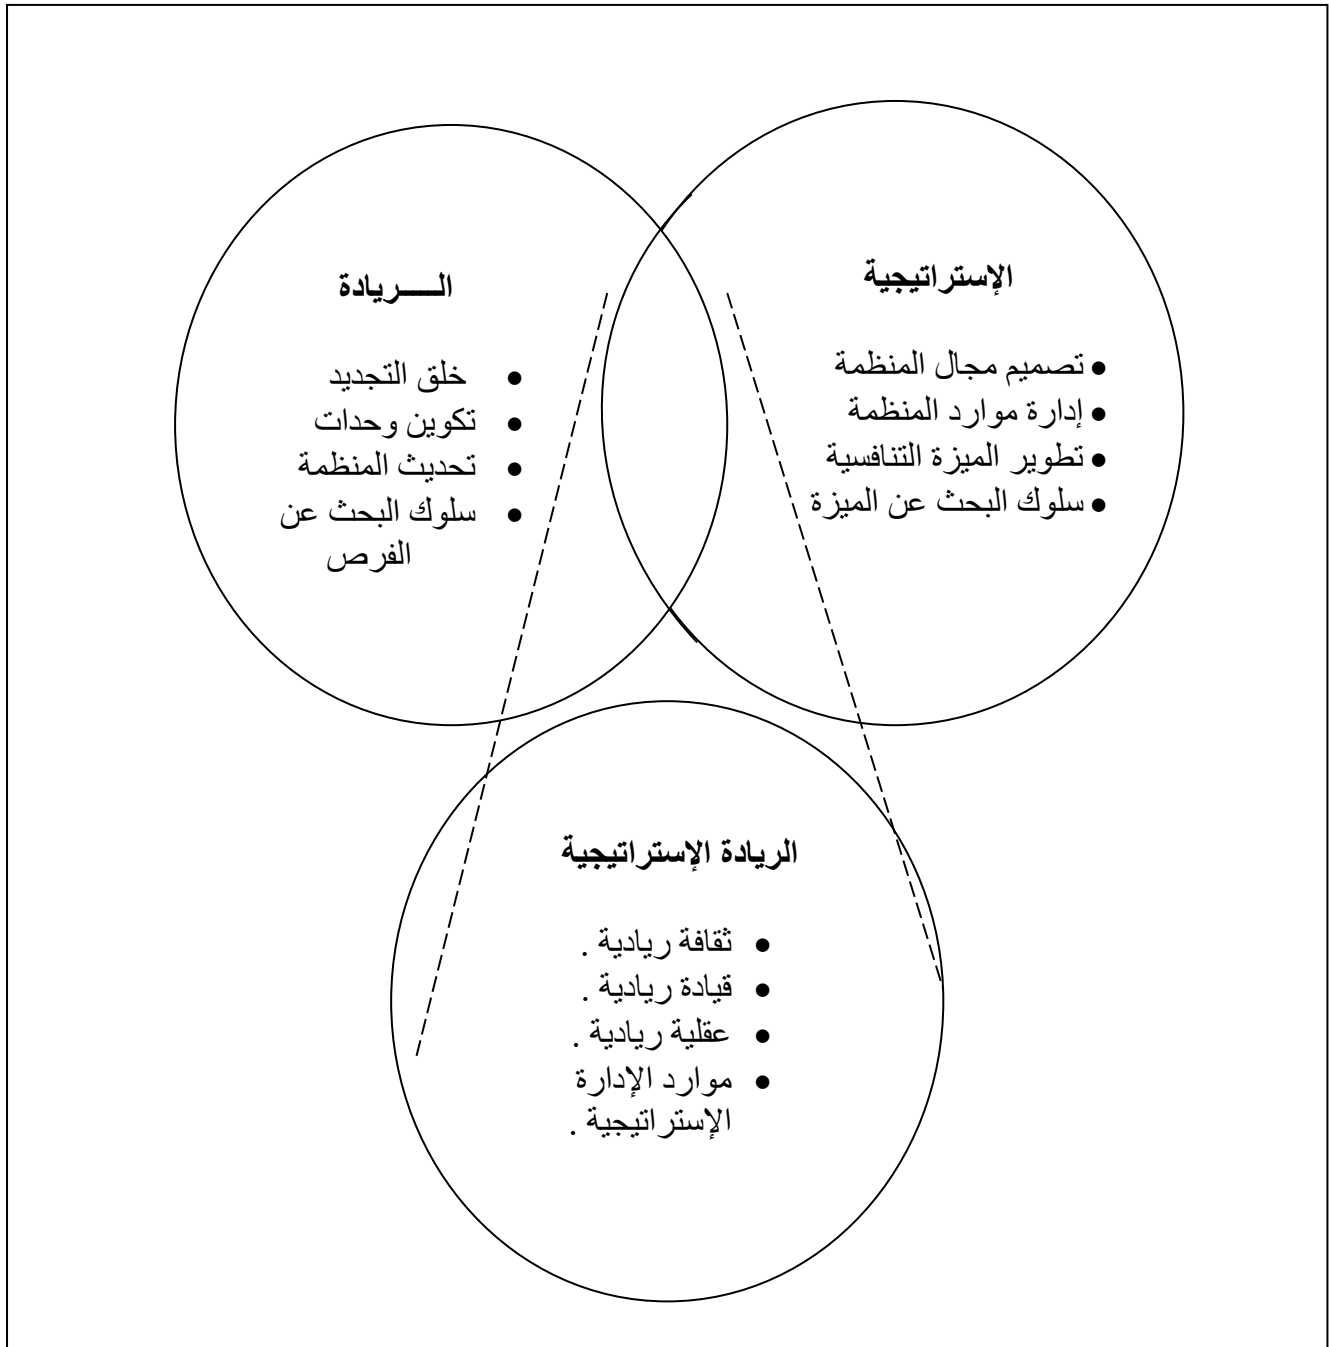 الإستراتيجية
• تصميم مجال المنظمة
• إدارة موارد المنظمة
• تطوير الميزة التنافسية
• سلوك البحث عن الميزة
الـــــريادة
• خلق التجديد
• تكوين وحدات
• تحديث المنظمة
• سلوك البحث عن
الفرص
الريادة الإستراتيجية
• ثقافة ريادية .
• قيادة ريادية .
• عقلية ريادية .
• موارد الإدارة
الإستراتيجية .